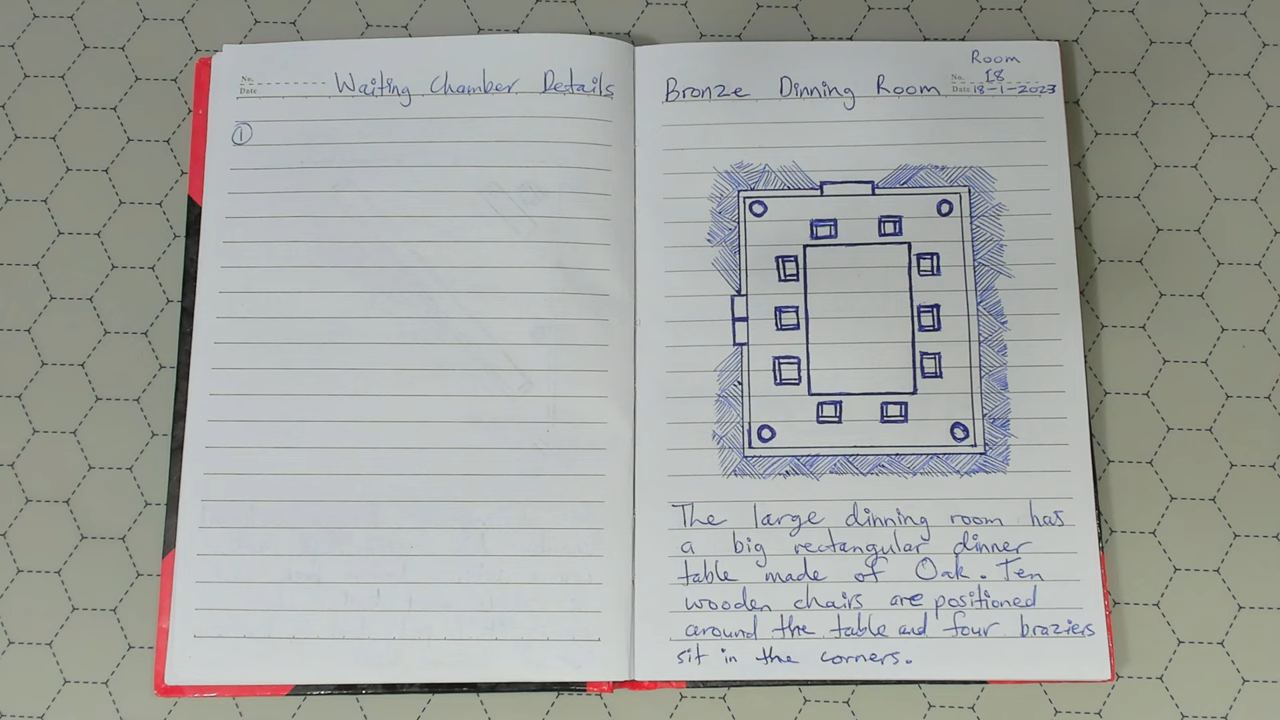 No.
Date
Waiting Chamber Details
①
Room
Bronze Dinning Room
No. 18
Date 18-1-2023
The large dinning room has
a big rectangular dinner
table made of Oak. Ten
wooden chairs are positioned
around the table and four braziers
sit in the corners.